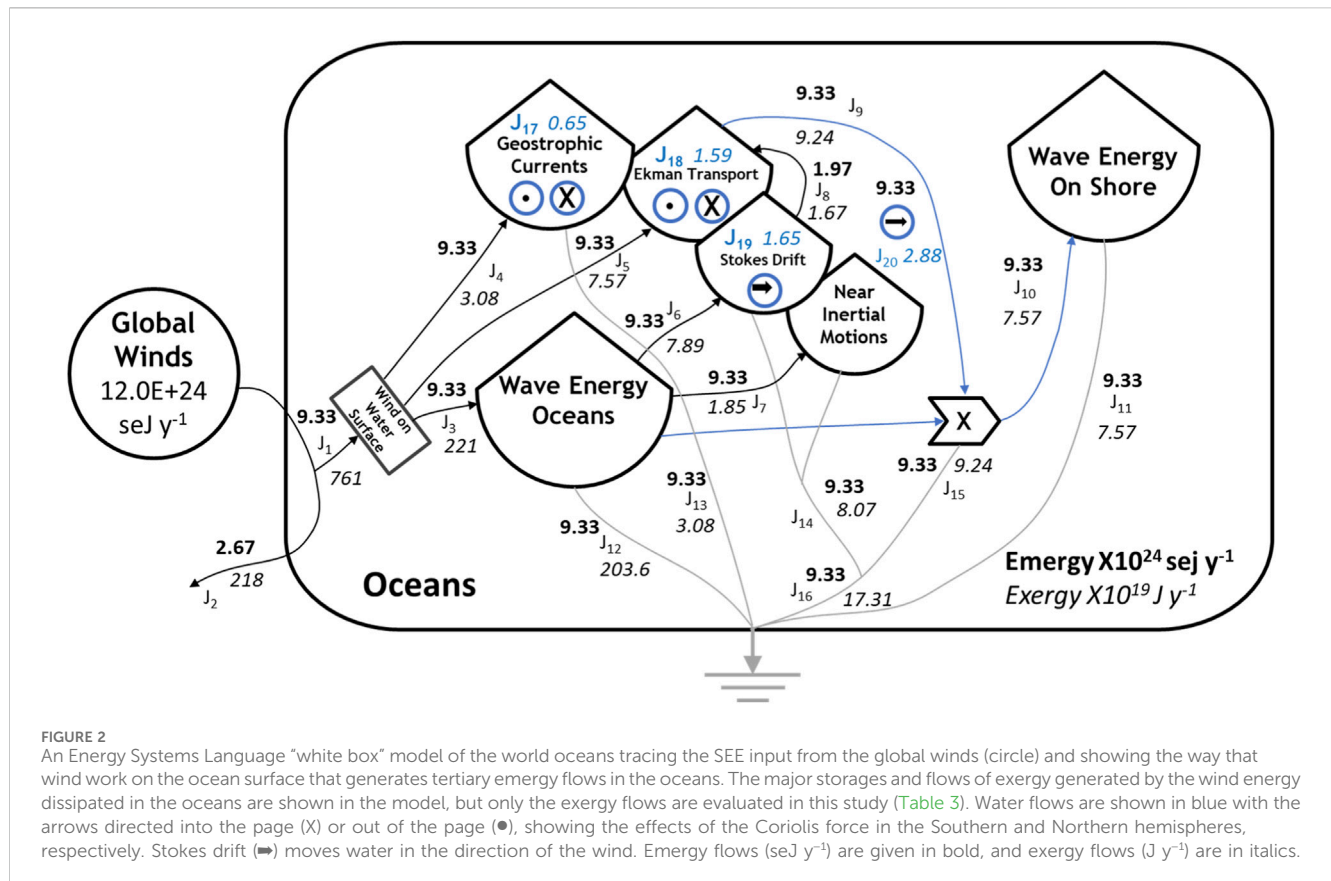 J17 0.65
Geostrophic
Currents
X
J18 1.59
Ekman Transport
X
J19 1.65
Stokes Drift
Near
Inertial
Motions
9.33
J9
9.24
1.97
J8
1.67
9.33
J20 2.88
Wave Energy
On Shore
9.33
J4
3.08
9.33
J5
7.57
Global
Winds
12.0E+24
seJ y-1
9.33
J1
761
Wind on
Water
Surface
9.33
J3
221
Wave Energy
Oceans
9.33 J6
7.89
9.33
1.85 J7
X
9.33
J10
7.57
9.33
J11
7.57
2.67
218
J2
9.33
J12
203.6
9.33
J13
3.08
9.33
J14 8.07
9.33 9.24
J15
9.33
J16
17.31
Oceans
Emergy X10²⁴ sej y⁻¹
Exergy X10¹⁹ J y⁻¹
FIGURE 2
An Energy Systems Language “white box” model of the world oceans tracing the SEE input from the global winds (circle) and showing the way that
wind work on the ocean surface that generates tertiary emergy flows in the oceans. The major storages and flows of exergy generated by the wind energy
dissipated in the oceans are shown in the model, but only the exergy flows are evaluated in this study (Table 3). Water flows are shown in blue with the
arrows directed into the page (X) or out of the page (●), showing the effects of the Coriolis force in the Southern and Northern hemispheres,
respectively. Stokes drift (➡) moves water in the direction of the wind. Emergy flows (seJ y⁻¹) are given in bold, and exergy flows (J y⁻¹) are in italics.